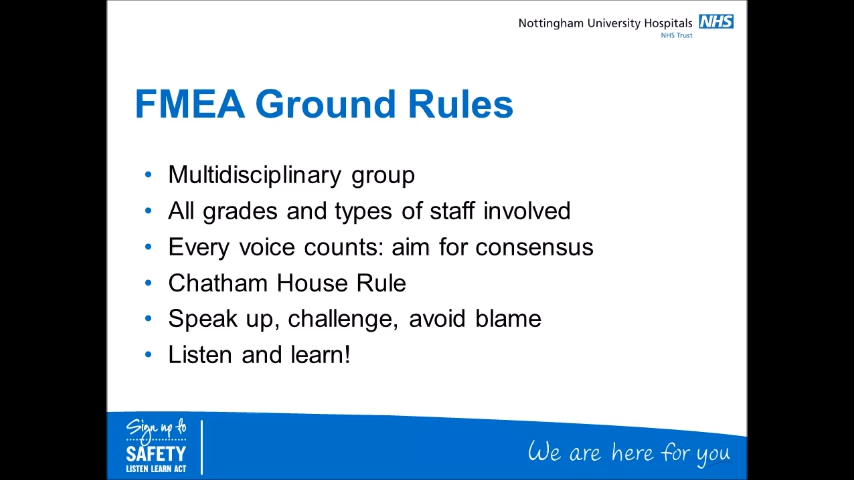 Nottingham University Hospitals NHS
NHS Trust
FMEA Ground Rules
• Multidisciplinary group
• All grades and types of staff involved
• Every voice counts: aim for consensus
• Chatham House Rule
• Speak up, challenge, avoid blame
• Listen and learn!
Sign up to
SAFETY
LISTEN LEARN ACT
We are here for you